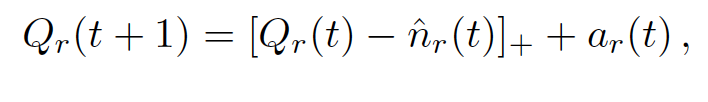 Q_r(t + 1) = [Q_r(t) − n̂_r(t)]_+ + a_r(t) ,